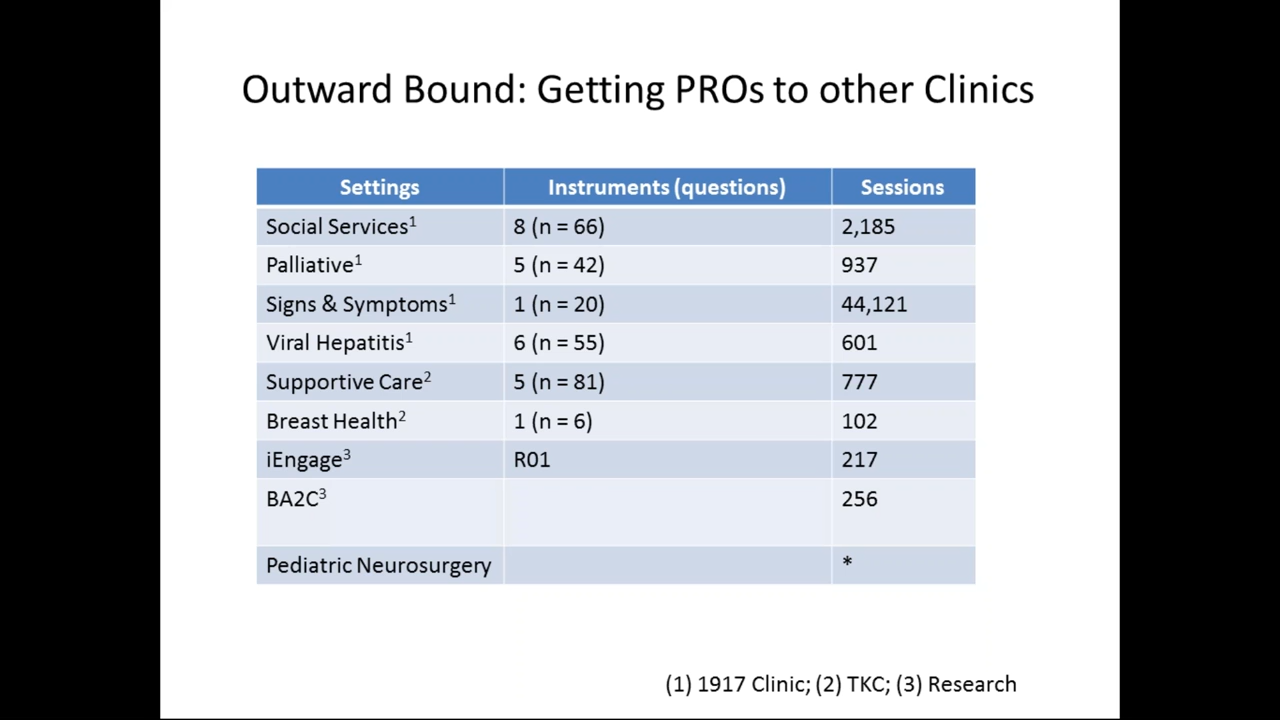 Outward Bound: Getting PROs to other Clinics
Settings Instruments (questions) Sessions
Social Services¹ 8 (n = 66) 2,185
Palliative¹ 5 (n = 42) 937
Signs & Symptoms¹ 1 (n = 20) 44,121
Viral Hepatitis¹ 6 (n = 55) 601
Supportive Care² 5 (n = 81) 777
Breast Health² 1 (n = 6) 102
iEngage³ R01 217
BA2C³ 256
Pediatric Neurosurgery *
(1) 1917 Clinic; (2) TKC; (3) Research